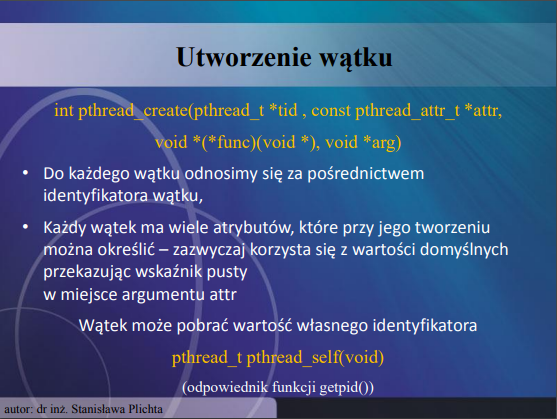 Utworzenie wątku
int pthread_create(pthread_t *tid , const pthread_attr_t *attr,
void *(*func)(void *), void *arg)
• Do każdego wątku odnosimy się za pośrednictwem
identyfikatora wątku,
• Każdy wątek ma wiele atrybutów, które przy jego tworzeniu
można określić – zazwyczaj korzysta się z wartości domyślnych
przekazując wskaźnik pusty
w miejsce argumentu attr
Wątek może pobrać wartość własnego identyfikatora
pthread_t pthread_self(void)
(odpowiednik funkcji getpid())
autor: dr inż. Stanisława Plichta